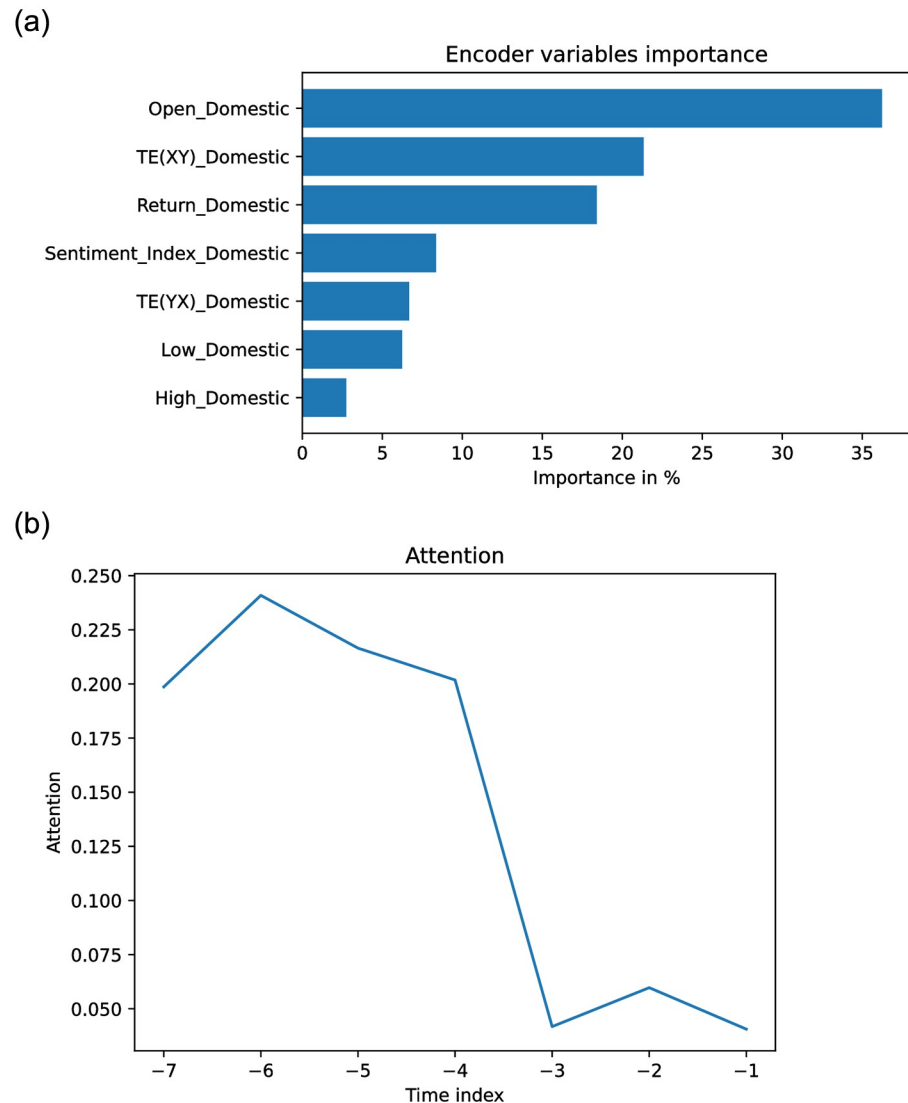 (a)
Encoder variables importance
Open_Domestic
TE(XY)_Domestic
Return_Domestic
Sentiment_Index_Domestic
TE(YX)_Domestic
Low_Domestic
High_Domestic
0 5 10 15 20 25 30 35
Importance in %
(b)
Attention
0.250
0.225
0.200
0.175
0.150
0.125
0.100
0.075
0.050
Attention
−7 −6 −5 −4 −3 −2 −1
Time index